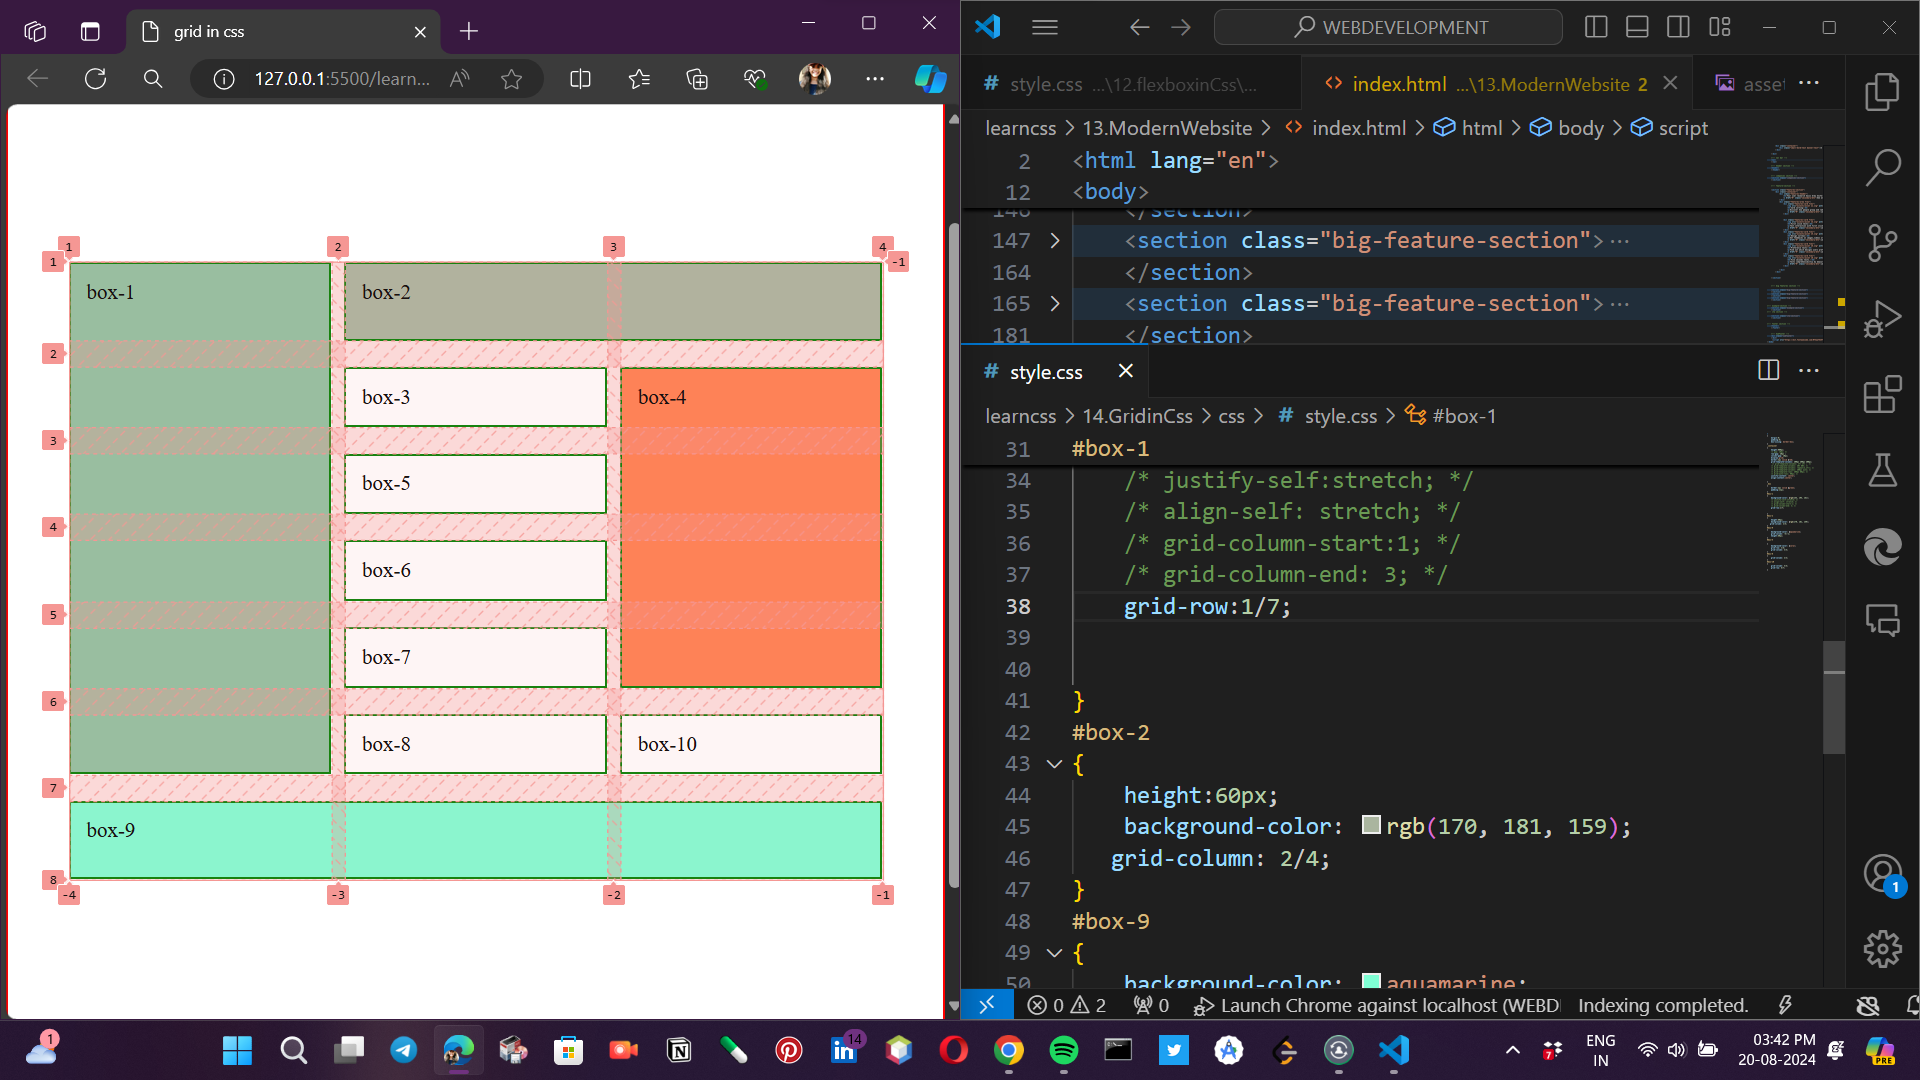 grid in css
127.0.0.1:5500/learn...
1
2
3
4
1
-1
box-1
box-2
2
box-3
box-4
3
box-5
4
box-6
5
box-7
6
box-8
box-10
7
box-9
8
-4
-3
-2
-1
WEBDEVELOPMENT
# style.css ...\12.flexboxinCss\...
<> index.html ...\13.ModernWebsite 2
asset
learncss > 13.ModernWebsite > <> index.html > html > body > script
2 <html lang="en">
12 <body>
148 </section>
147 > <section class="big-feature-section"> ...
164 </section>
165 > <section class="big-feature-section"> ...
181 </section>
# style.css
learncss > 14.GridinCss > css > # style.css > #box-1
31 #box-1
34 /* justify-self:stretch; */
35 /* align-self: stretch; */
36 /* grid-column-start:1; */
37 /* grid-column-end: 3; */
38 grid-row:1/7;
39
40
41 }
42 #box-2
43 {
44 height:60px;
45 background-color: rgb(170, 181, 159);
46 grid-column: 2/4;
47 }
48 #box-9
49 {
50 background-color: aquamarine;
1
0 2 0 Launch Chrome against localhost (WEBD Indexing completed.
1
14
7
ENG
IN
03:42 PM
20-08-2024
PRE